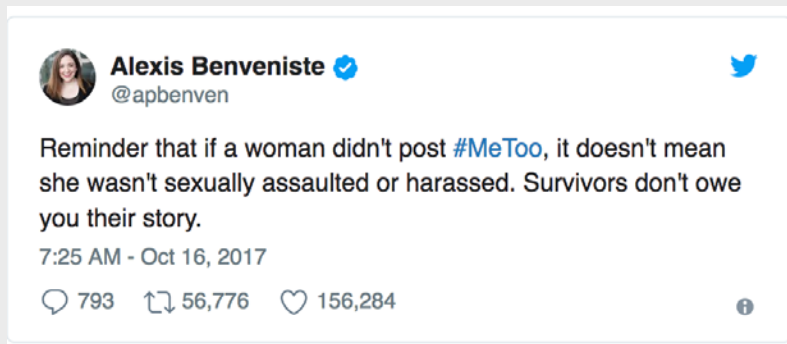 Alexis Benveniste
@apbenven
Reminder that if a woman didn't post #MeToo, it doesn't mean
she wasn't sexually assaulted or harassed. Survivors don't owe
you their story.
7:25 AM - Oct 16, 2017
793 56,776 156,284